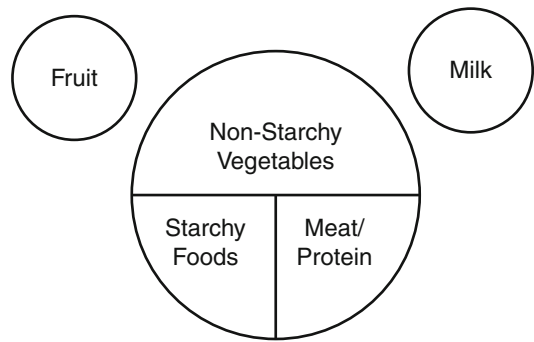 Fruit
Milk
Non-Starchy
Vegetables
Starchy
Foods
Meat/
Protein